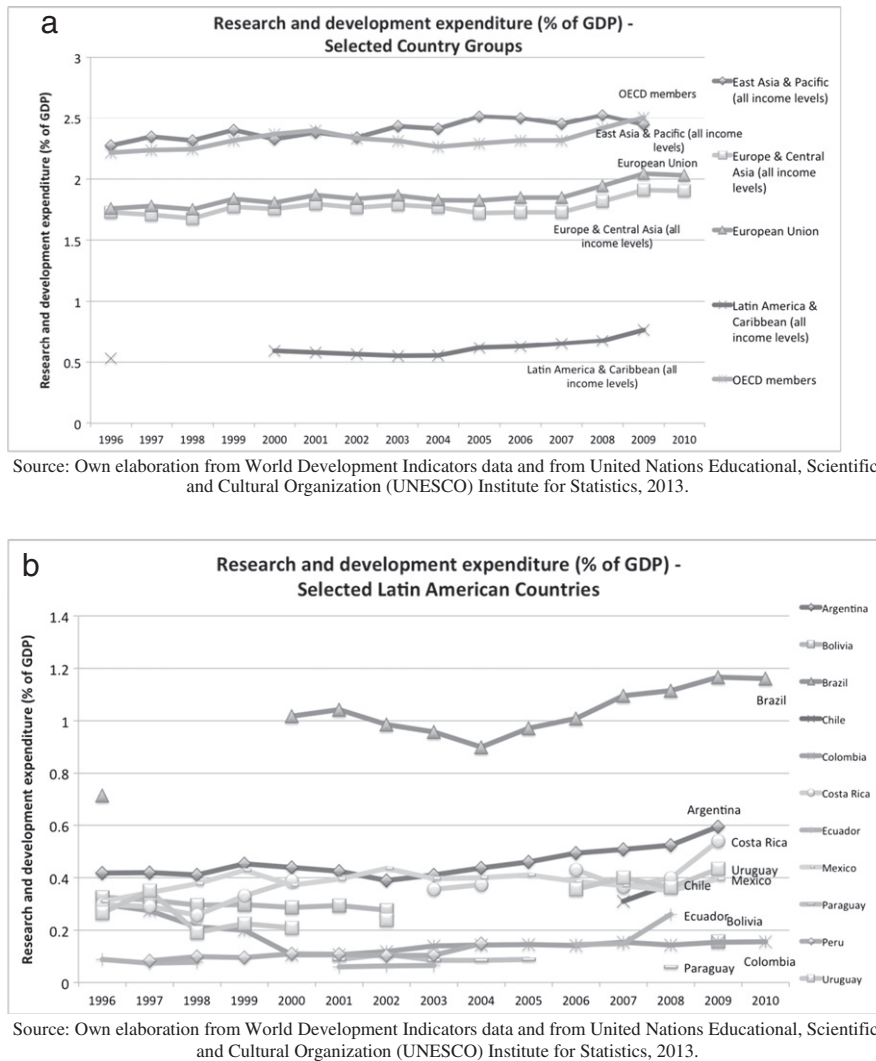 a
Research and development expenditure (% of GDP) -
Selected Country Groups
Research and development expenditure (% of GDP)
3
2.5
2
1.5
1
0.5
0
1996 1997 1998 1999 2000 2001 2002 2003 2004 2005 2006 2007 2008 2009 2010
OECD members
East Asia & Pacific (all income
levels)
European Union
Europe & Central Asia (all
income levels)
Latin America & Caribbean (all
income levels)
East Asia & Pacific
(all income levels)
Europe & Central
Asia (all income
levels)
European Union
Latin America &
Caribbean (all
income levels)
OECD members
Source: Own elaboration from World Development Indicators data and from United Nations Educational, Scientific
and Cultural Organization (UNESCO) Institute for Statistics, 2013.
b
Research and development expenditure (% of GDP) -
Selected Latin American Countries
Research and development expenditure (% of GDP)
1.4
1.2
1
0.8
0.6
0.4
0.2
0
1996 1997 1998 1999 2000 2001 2002 2003 2004 2005 2006 2007 2008 2009 2010
Brazil
Argentina
Costa Rica
Uruguay
Mexico
Chile
Ecuador
Bolivia
Paraguay
Colombia
Argentina
Bolivia
Brazil
Chile
Colombia
Costa Rica
Ecuador
Mexico
Paraguay
Peru
Uruguay
Source: Own elaboration from World Development Indicators data and from United Nations Educational, Scientific
and Cultural Organization (UNESCO) Institute for Statistics, 2013.